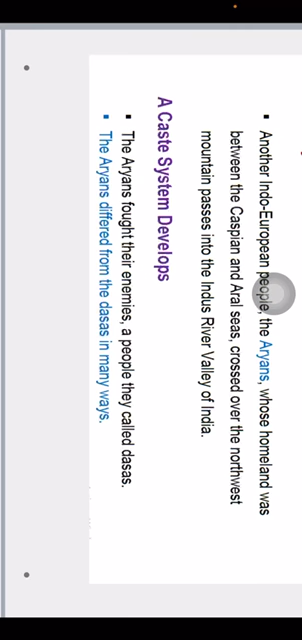 ▪ Another Indo-European people, the Aryans, whose homeland was
between the Caspian and Aral seas, crossed over the northwest
mountain passes into the Indus River Valley of India.
A Caste System Develops
▪ The Aryans fought their enemies, a people they called dasas.
▪ The Aryans differed from the dasas in many ways.